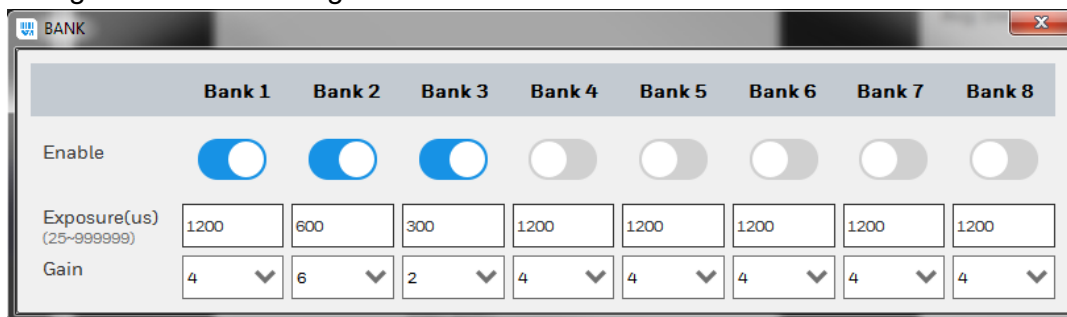 BANK
Bank 1 Bank 2 Bank 3 Bank 4 Bank 5 Bank 6 Bank 7 Bank 8
Enable
Exposure(us) 1200 600 300 1200 1200 1200 1200 1200
(25~999999)
Gain 4 6 2 4 4 4 4 4